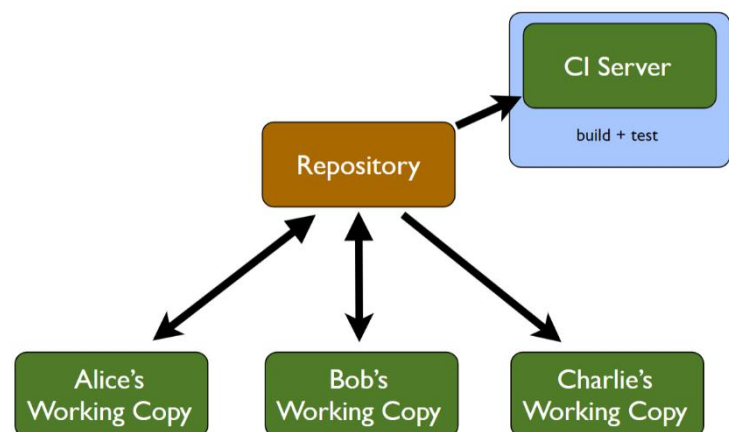 CI Server
build + test
Repository
Alice's
Working Copy
Bob's
Working Copy
Charlie's
Working Copy